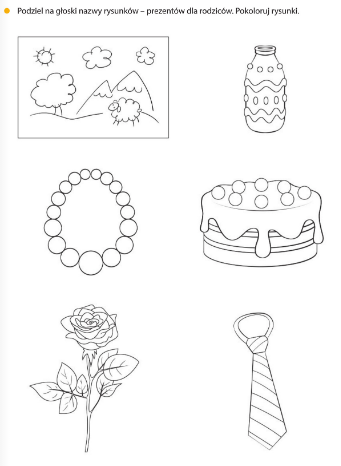 Podziel na głoski nazwy rysunków – prezentów dla rodziców. Pokoloruj rysunki.